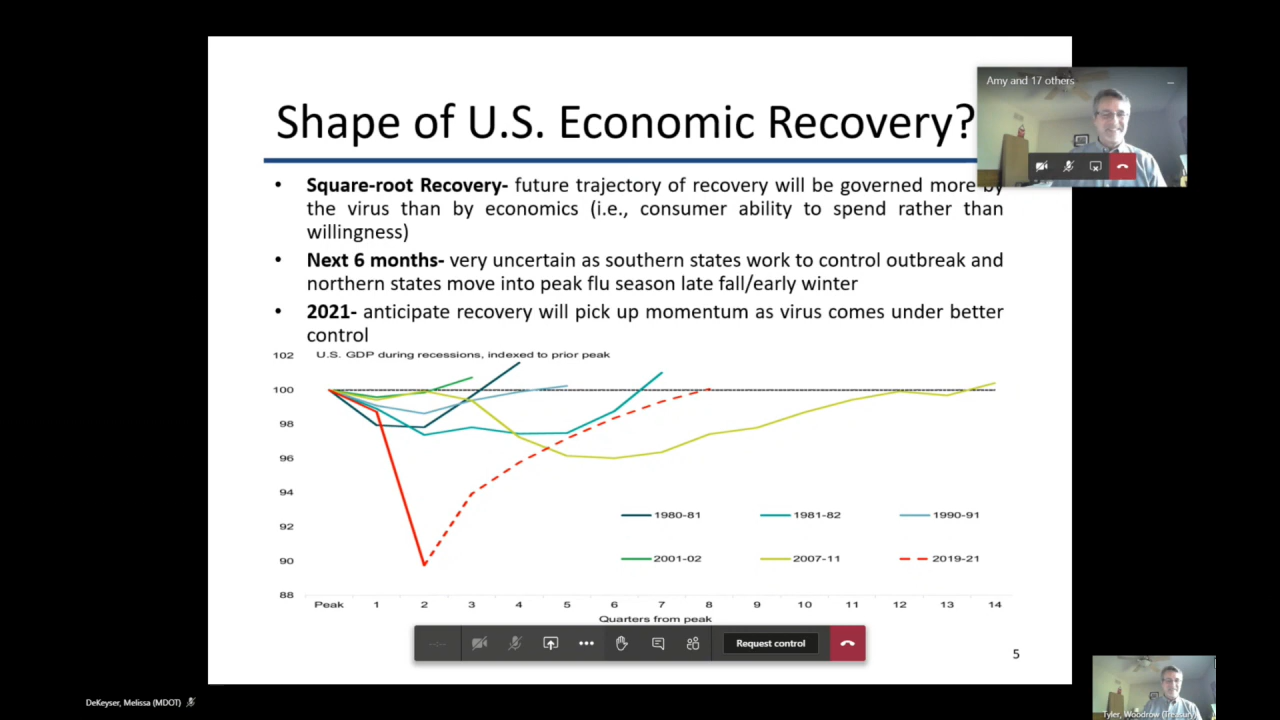 Amy and 17 others
Shape of U.S. Economic Recovery?
• Square-root Recovery- future trajectory of recovery will be governed more by
the virus than by economics (i.e., consumer ability to spend rather than
willingness)
• Next 6 months- very uncertain as southern states work to control outbreak and
northern states move into peak flu season late fall/early winter
• 2021- anticipate recovery will pick up momentum as virus comes under better
control
U.S. GDP during recessions, indexed to prior peak
102
100
98
96
94
92
90
88
1980-81 1981-82 1990-91
2001-02 2007-11 2019-21
Peak 1 2 3 4 5 6 7 8 9 10 11 12 13 14
Quarters from peak
Request control
5
DeKeyser, Melissa (MDOT)
Tyler, Woodrow (Treasury)